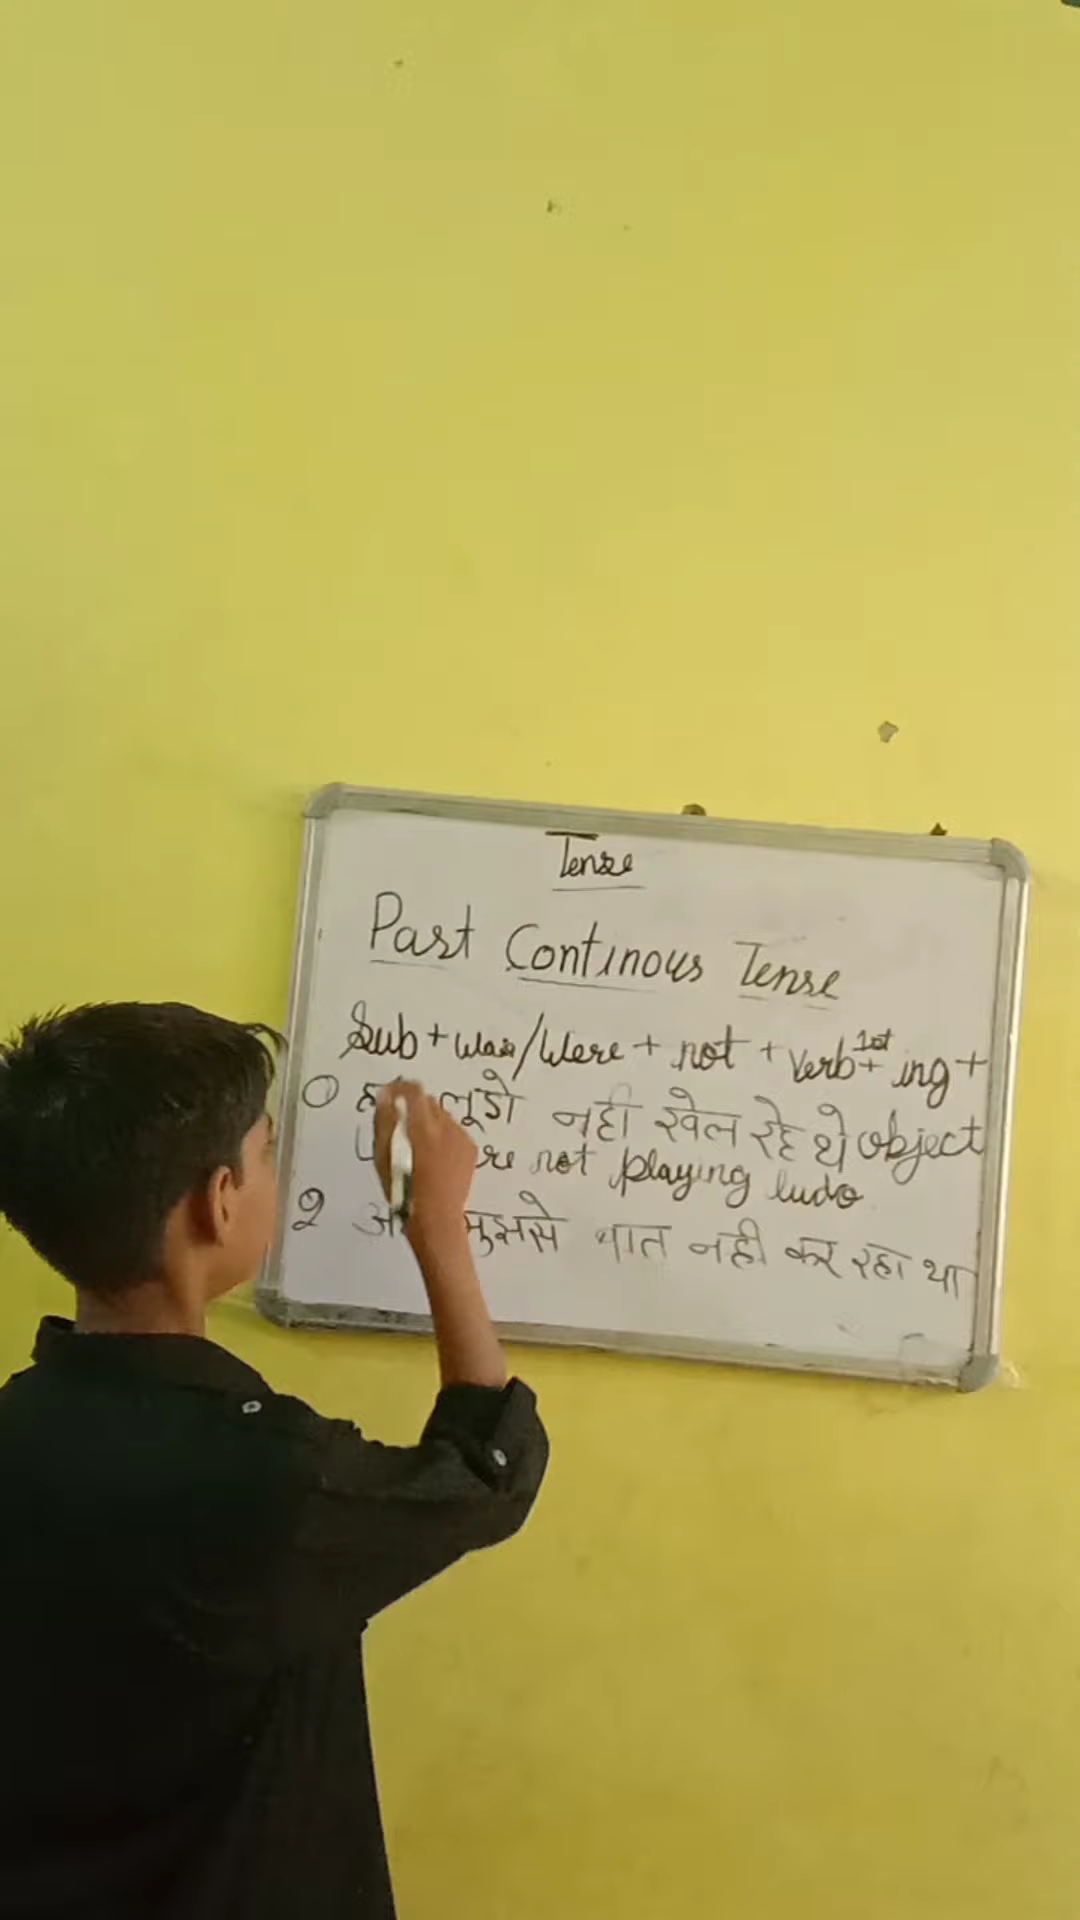 Tense
Past Continous Tense
Sub + Was/Were + not + Verb 1st + ing +
① लूडो नही खेल रहे थे object
not playing ludo
2 मुझसे बात नही कर रहा था